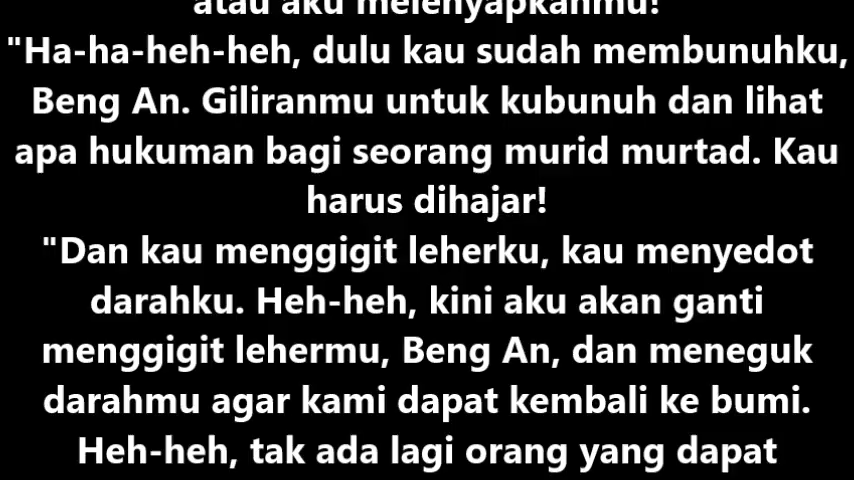 atau aku melenyapkanmu!
"Ha-ha-heh-heh, dulu kau sudah membunuhku,
Beng An. Giliranmu untuk kubunuh dan lihat
apa hukuman bagi seorang murid murtad. Kau
harus dihajar!
"Dan kau menggigit leherku, kau menyedot
darahku. Heh-heh, kini aku akan ganti
menggigit lehermu, Beng An, dan meneguk
darahmu agar kami dapat kembali ke bumi.
Heh-heh, tak ada lagi orang yang dapat